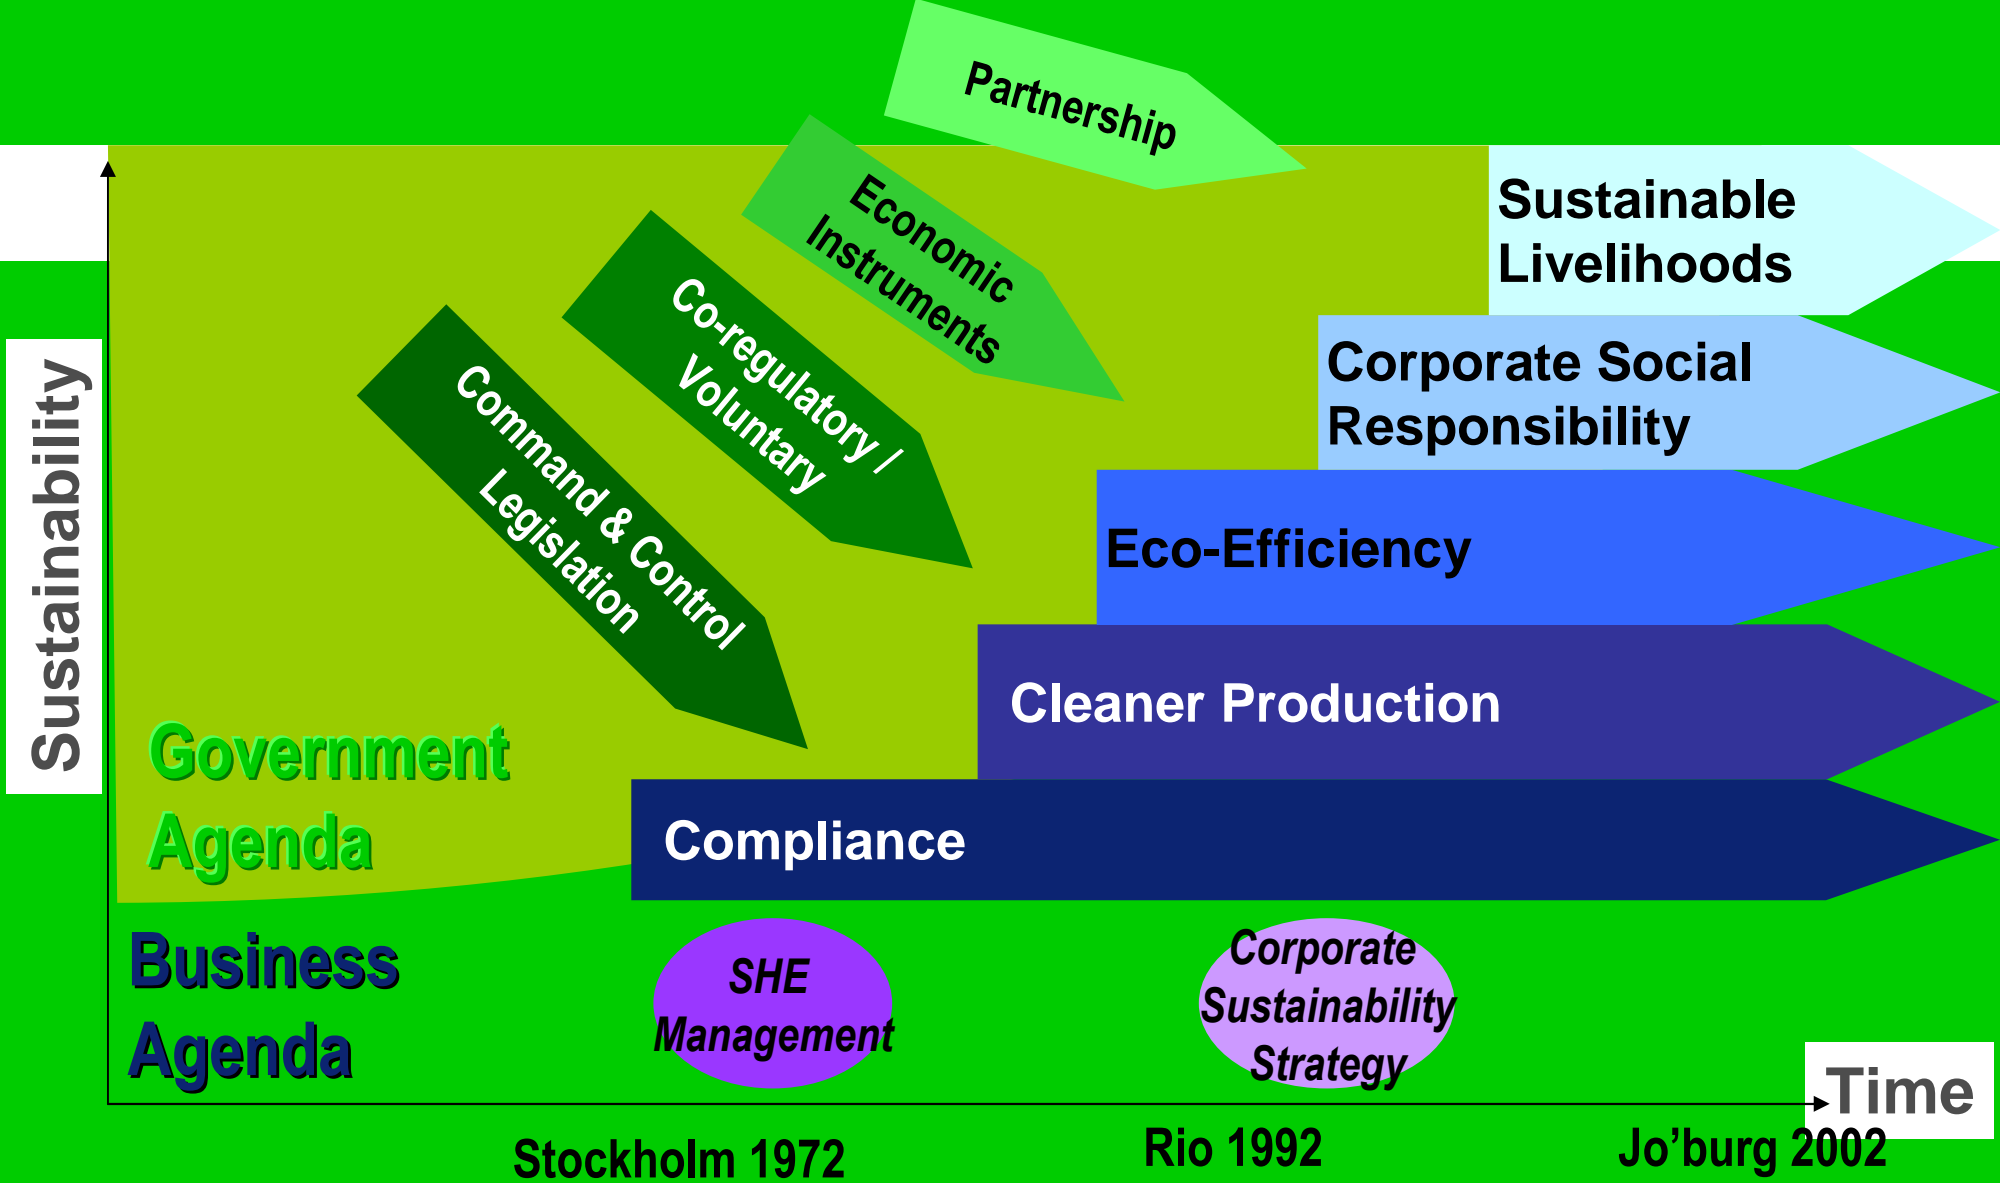 Partnership
Economic
Instruments
Co-regulatory /
Voluntary
Command & Control
Legislation
Sustainable
Livelihoods
Corporate Social
Responsibility
Eco-Efficiency
Cleaner Production
Compliance
Sustainability
Government
Agenda
Business
Agenda
SHE
Management
Corporate
Sustainability
Strategy
Time
Stockholm 1972
Rio 1992
Jo’burg 2002